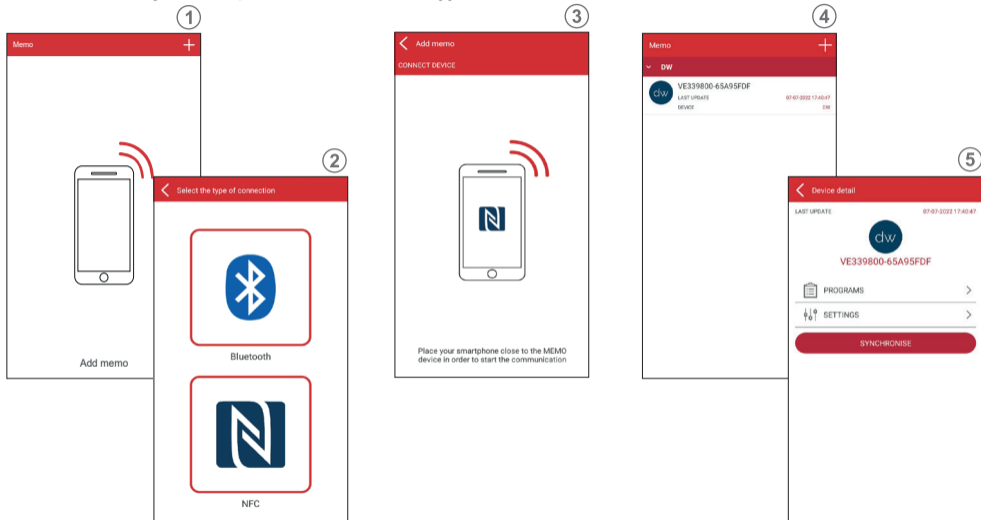 1
Memo +
Add memo
2
Select the type of connection
Bluetooth
NFC
3
Add memo
CONNECT DEVICE
Place your smartphone close to the MEMO
device in order to start the communication
4
Memo +
DW
dw
VE339800-65A95FDF
LAST UPDATE 07-07-2022 17:40:47
DEVICE DW
5
Device detail
LAST UPDATE 07-07-2022 17:40:47
dw
VE339800-65A95FDF
PROGRAMS
SETTINGS
SYNCHRONISE